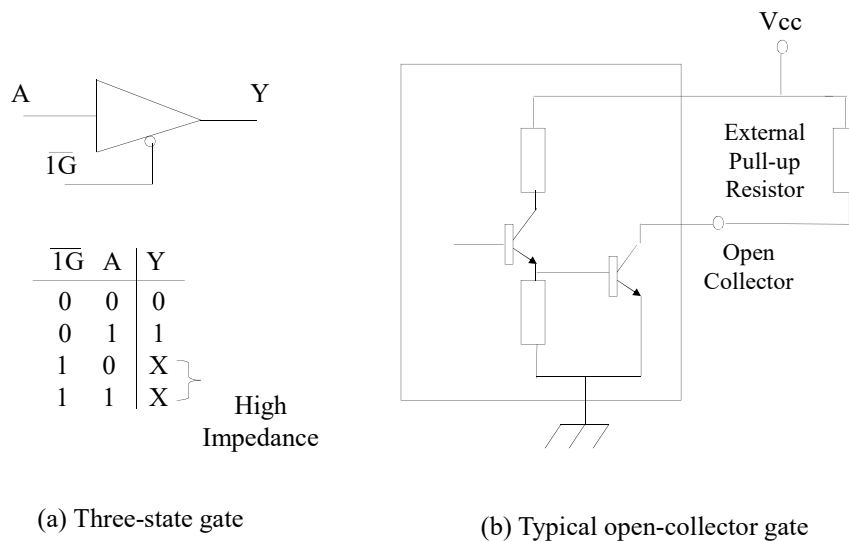 A
Y
1G̅
1G̅ A Y
0 0 0
0 1 1
1 0 X
1 1 X
High
Impedance
(a) Three-state gate
Vcc
External
Pull-up
Resistor
Open
Collector
(b) Typical open-collector gate